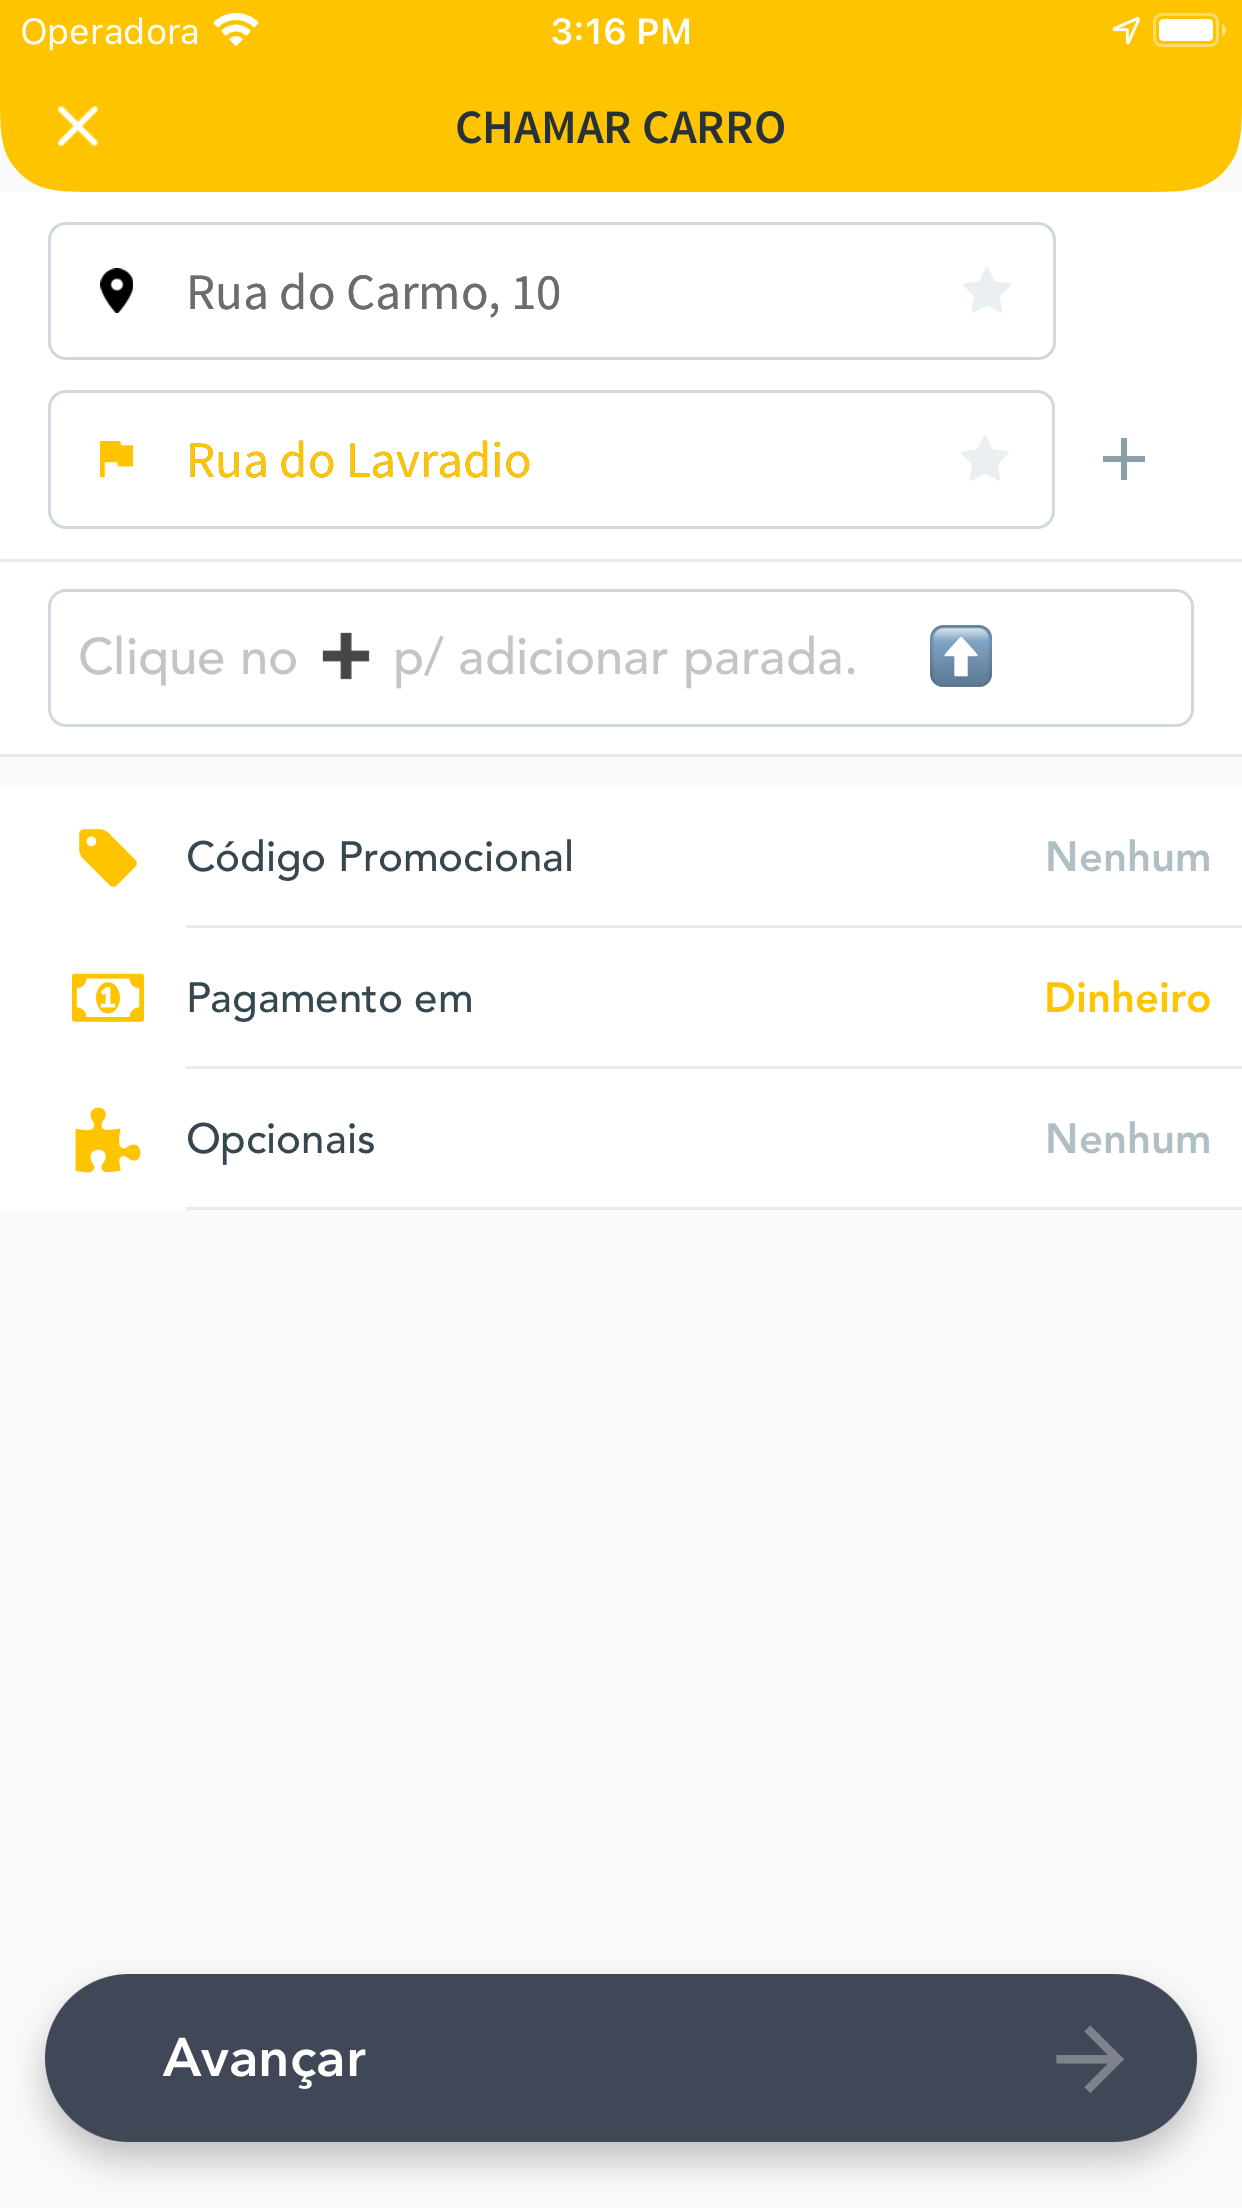 Operadora 3:16 PM
CHAMAR CARRO
Rua do Carmo, 10
Rua do Lavradio
Clique no ➕ p/ adicionar parada. ⬆️
Código Promocional Nenhum
Pagamento em Dinheiro
Opcionais Nenhum
Avançar